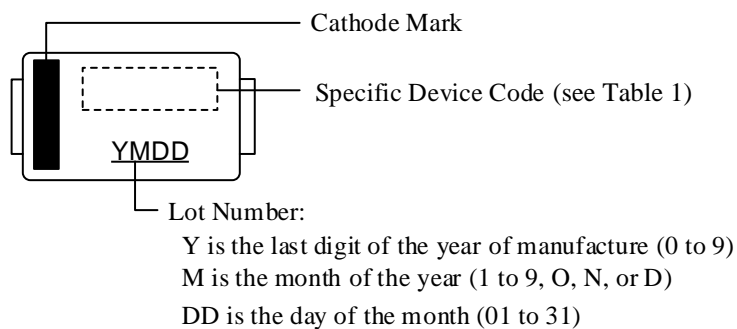 Cathode Mark
Specific Device Code (see Table 1)
YMDD
Lot Number:
Y is the last digit of the year of manufacture (0 to 9)
M is the month of the year (1 to 9, O, N, or D)
DD is the day of the month (01 to 31)